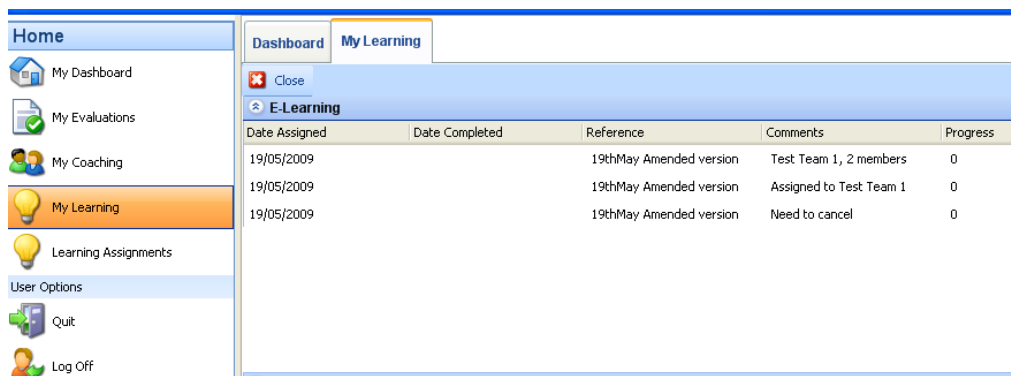 Home
My Dashboard
My Evaluations
My Coaching
My Learning
Learning Assignments
User Options
Quit
Log Off
Dashboard My Learning
Close
E-Learning
Date Assigned Date Completed Reference Comments Progress
19/05/2009 19thMay Amended version Test Team 1, 2 members 0
19/05/2009 19thMay Amended version Assigned to Test Team 1 0
19/05/2009 19thMay Amended version Need to cancel 0